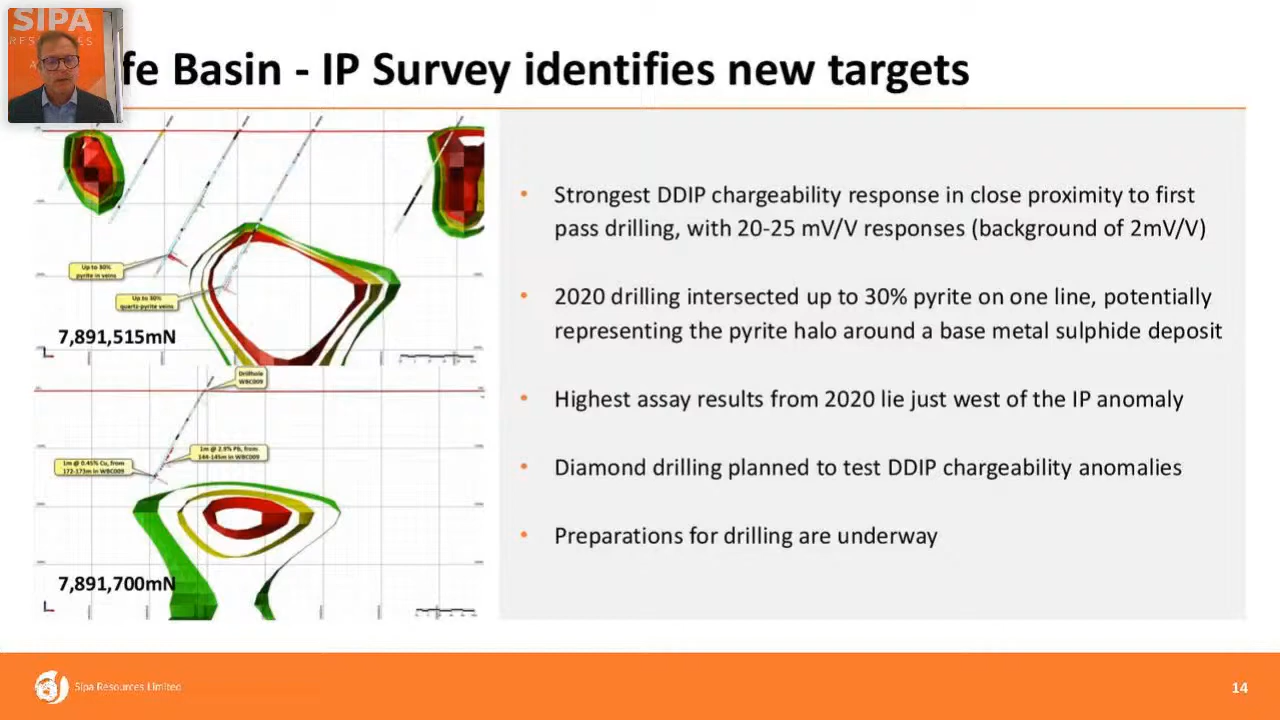 SIPA
RESOURCES
fe Basin - IP Survey identifies new targets
Up to 30%
pyrite in veins
Up to 30%
quartz-pyrite veins
7,891,515mN
Drillhole
WBC009
1m @ 2.9% Pb, from
144-145m in WBC009
1m @ 0.45% Cu, from
172-173m in WBC009
7,891,700mN
• Strongest DDIP chargeability response in close proximity to first
pass drilling, with 20-25 mV/V responses (background of 2mV/V)
• 2020 drilling intersected up to 30% pyrite on one line, potentially
representing the pyrite halo around a base metal sulphide deposit
• Highest assay results from 2020 lie just west of the IP anomaly
• Diamond drilling planned to test DDIP chargeability anomalies
• Preparations for drilling are underway
Sipa Resources Limited
14